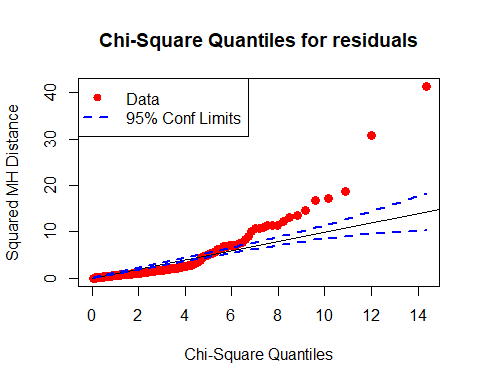 Chi-Square Quantiles for residuals
Data
95% Conf Limits
Squared MH Distance
40
30
20
10
0
0 2 4 6 8 10 12 14
Chi-Square Quantiles